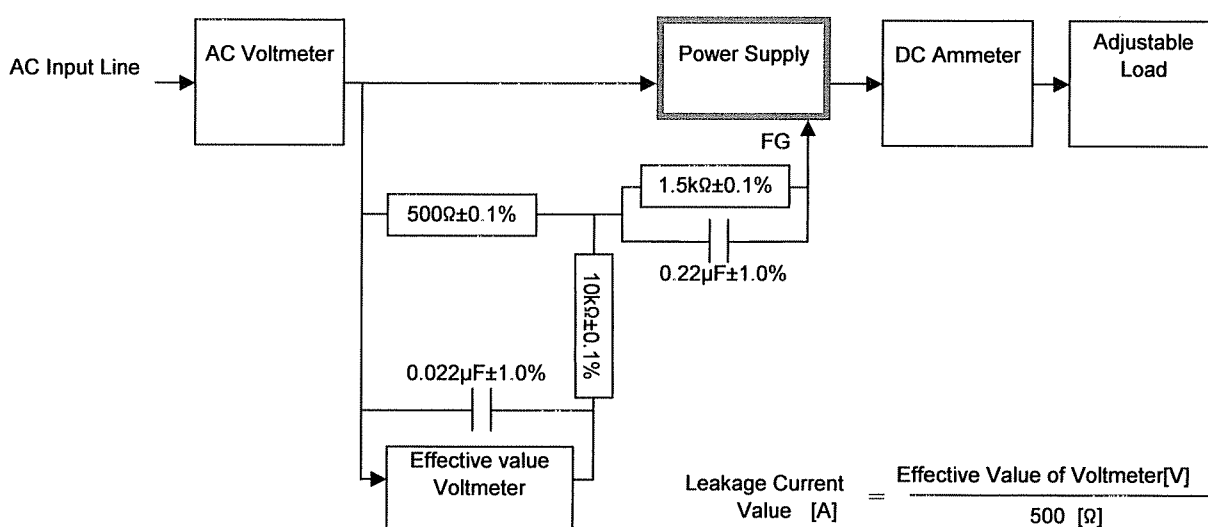 AC Input Line
AC Voltmeter
Power Supply
DC Ammeter
Adjustable
Load
FG
1.5kΩ±0.1%
500Ω±0.1%
0.22µF±1.0%
10kΩ±0.1%
0.022µF±1.0%
Effective value
Voltmeter
Leakage Current
Value [A]
=
Effective Value of Voltmeter[V]
500 [Ω]